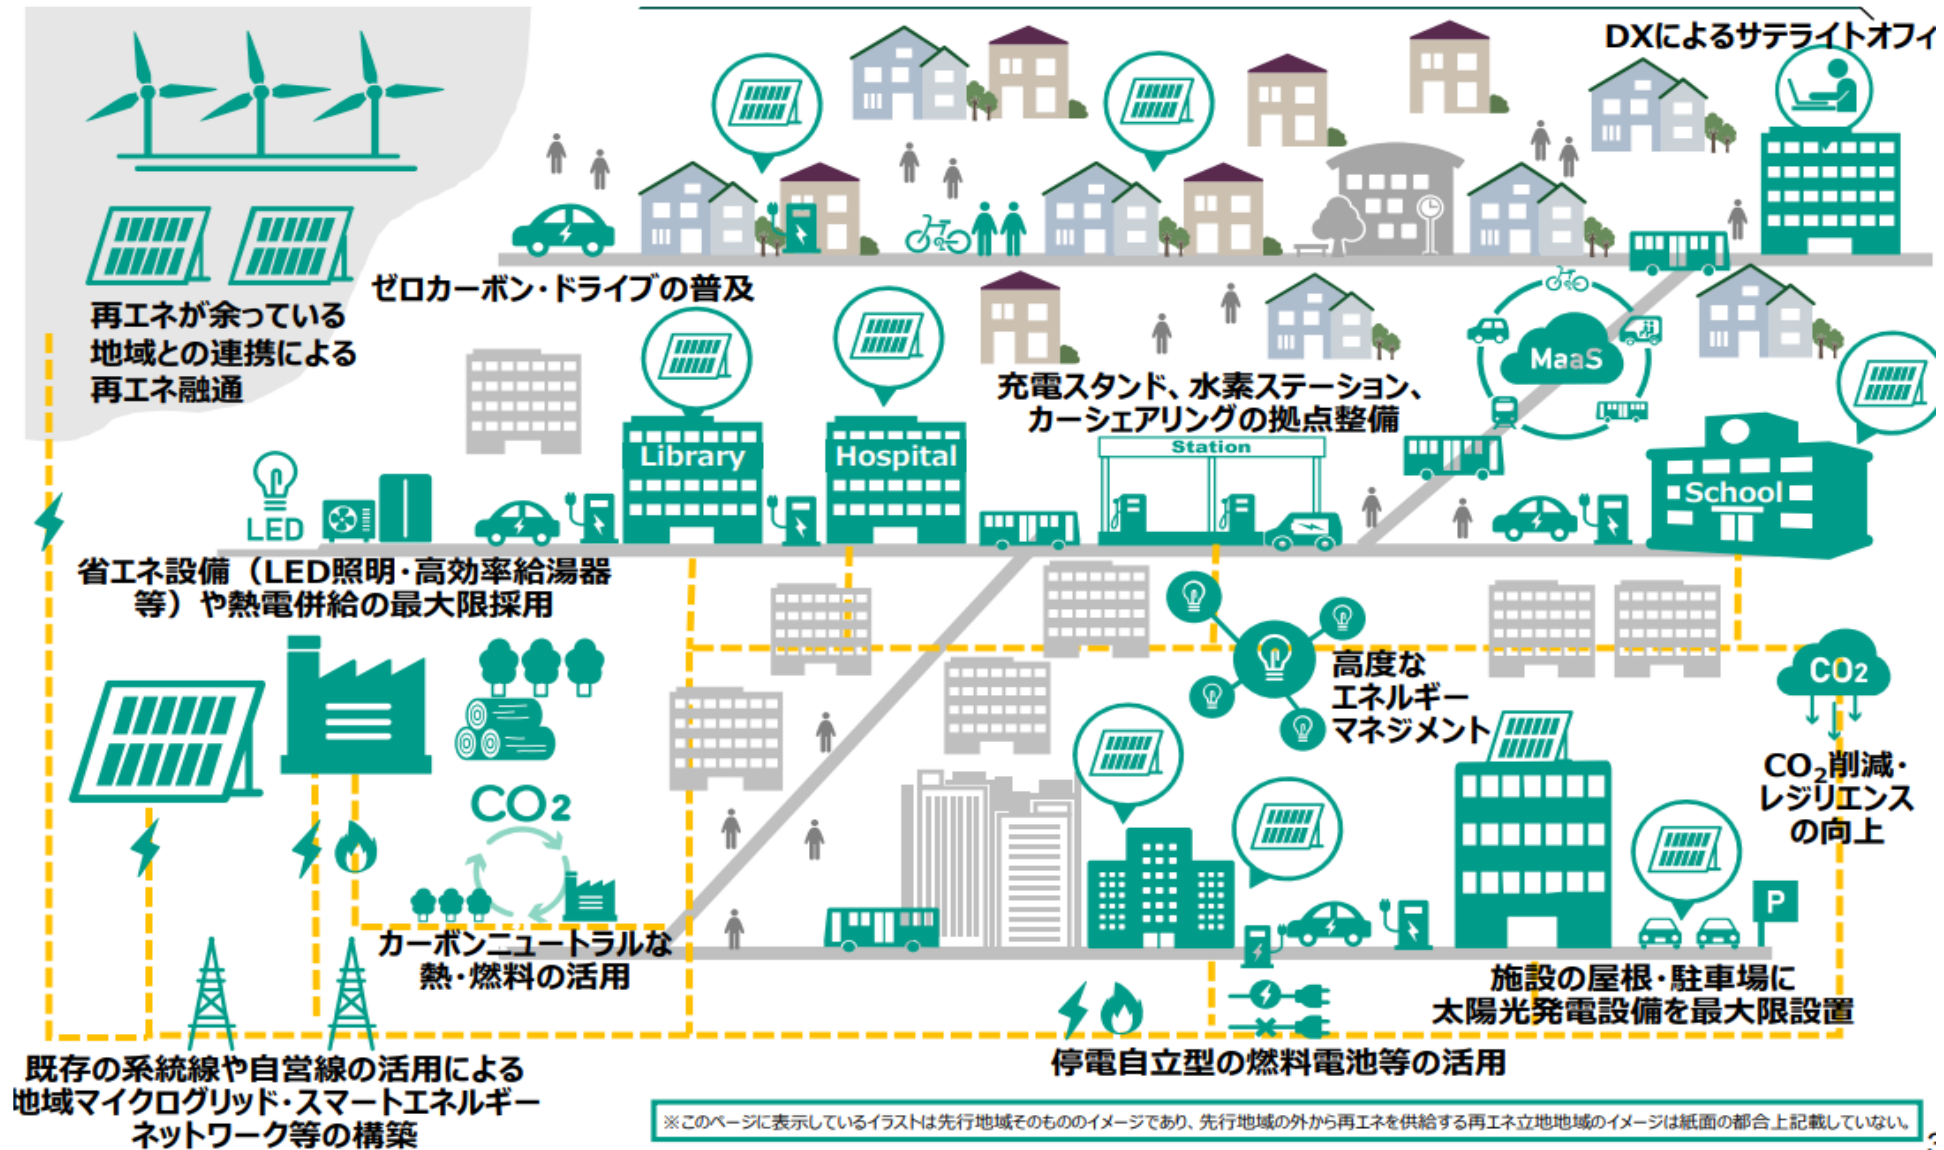 DXによるサテライトオフィ
ゼロカーボン・ドライブの普及
再エネが余っている
地域との連携による
再エネ融通
充電スタンド、水素ステーション、
カーシェアリングの拠点整備
MaaS
Library
Hospital
Station
School
LED
省エネ設備（LED照明・高効率給湯器
等）や熱電併給の最大限採用
高度な
エネルギー
マネジメント
CO2
CO2削減・
レジリエンス
の向上
CO2
カーボンニュートラルな
熱・燃料の活用
P
施設の屋根・駐車場に
太陽光発電設備を最大限設置
停電自立型の燃料電池等の活用
既存の系統線や自営線の活用による
地域マイクログリッド・スマートエネルギー
ネットワーク等の構築
※このページに表示しているイラストは先行地域そのもののイメージであり、先行地域の外から再エネを供給する再エネ立地地域のイメージは紙面の都合上記載していない。